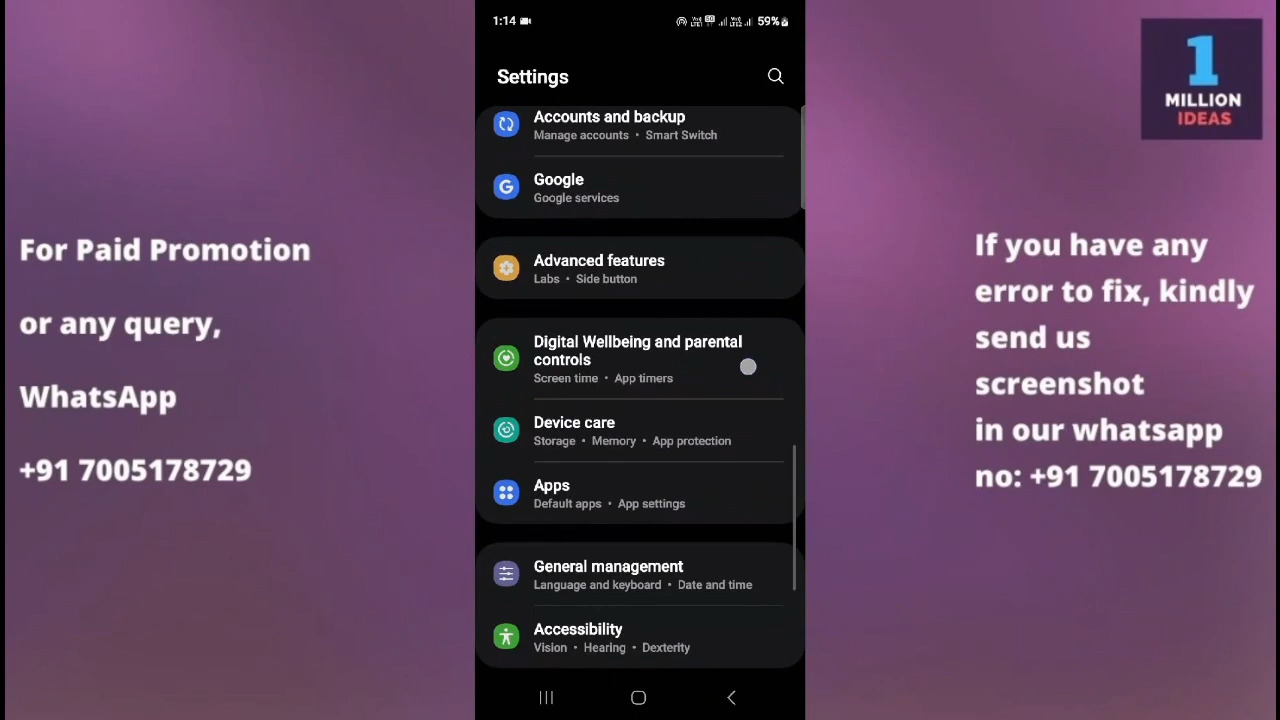 For Paid Promotion
or any query,
WhatsApp
+91 7005178729
1:14
59%
Settings
Accounts and backup
Manage accounts • Smart Switch
Google
Google services
Advanced features
Labs • Side button
Digital Wellbeing and parental
controls
Screen time • App timers
Device care
Storage • Memory • App protection
Apps
Default apps • App settings
General management
Language and keyboard • Date and time
Accessibility
Vision • Hearing • Dexterity
1
MILLION
IDEAS
If you have any
error to fix, kindly
send us
screenshot
in our whatsapp
no: +91 7005178729